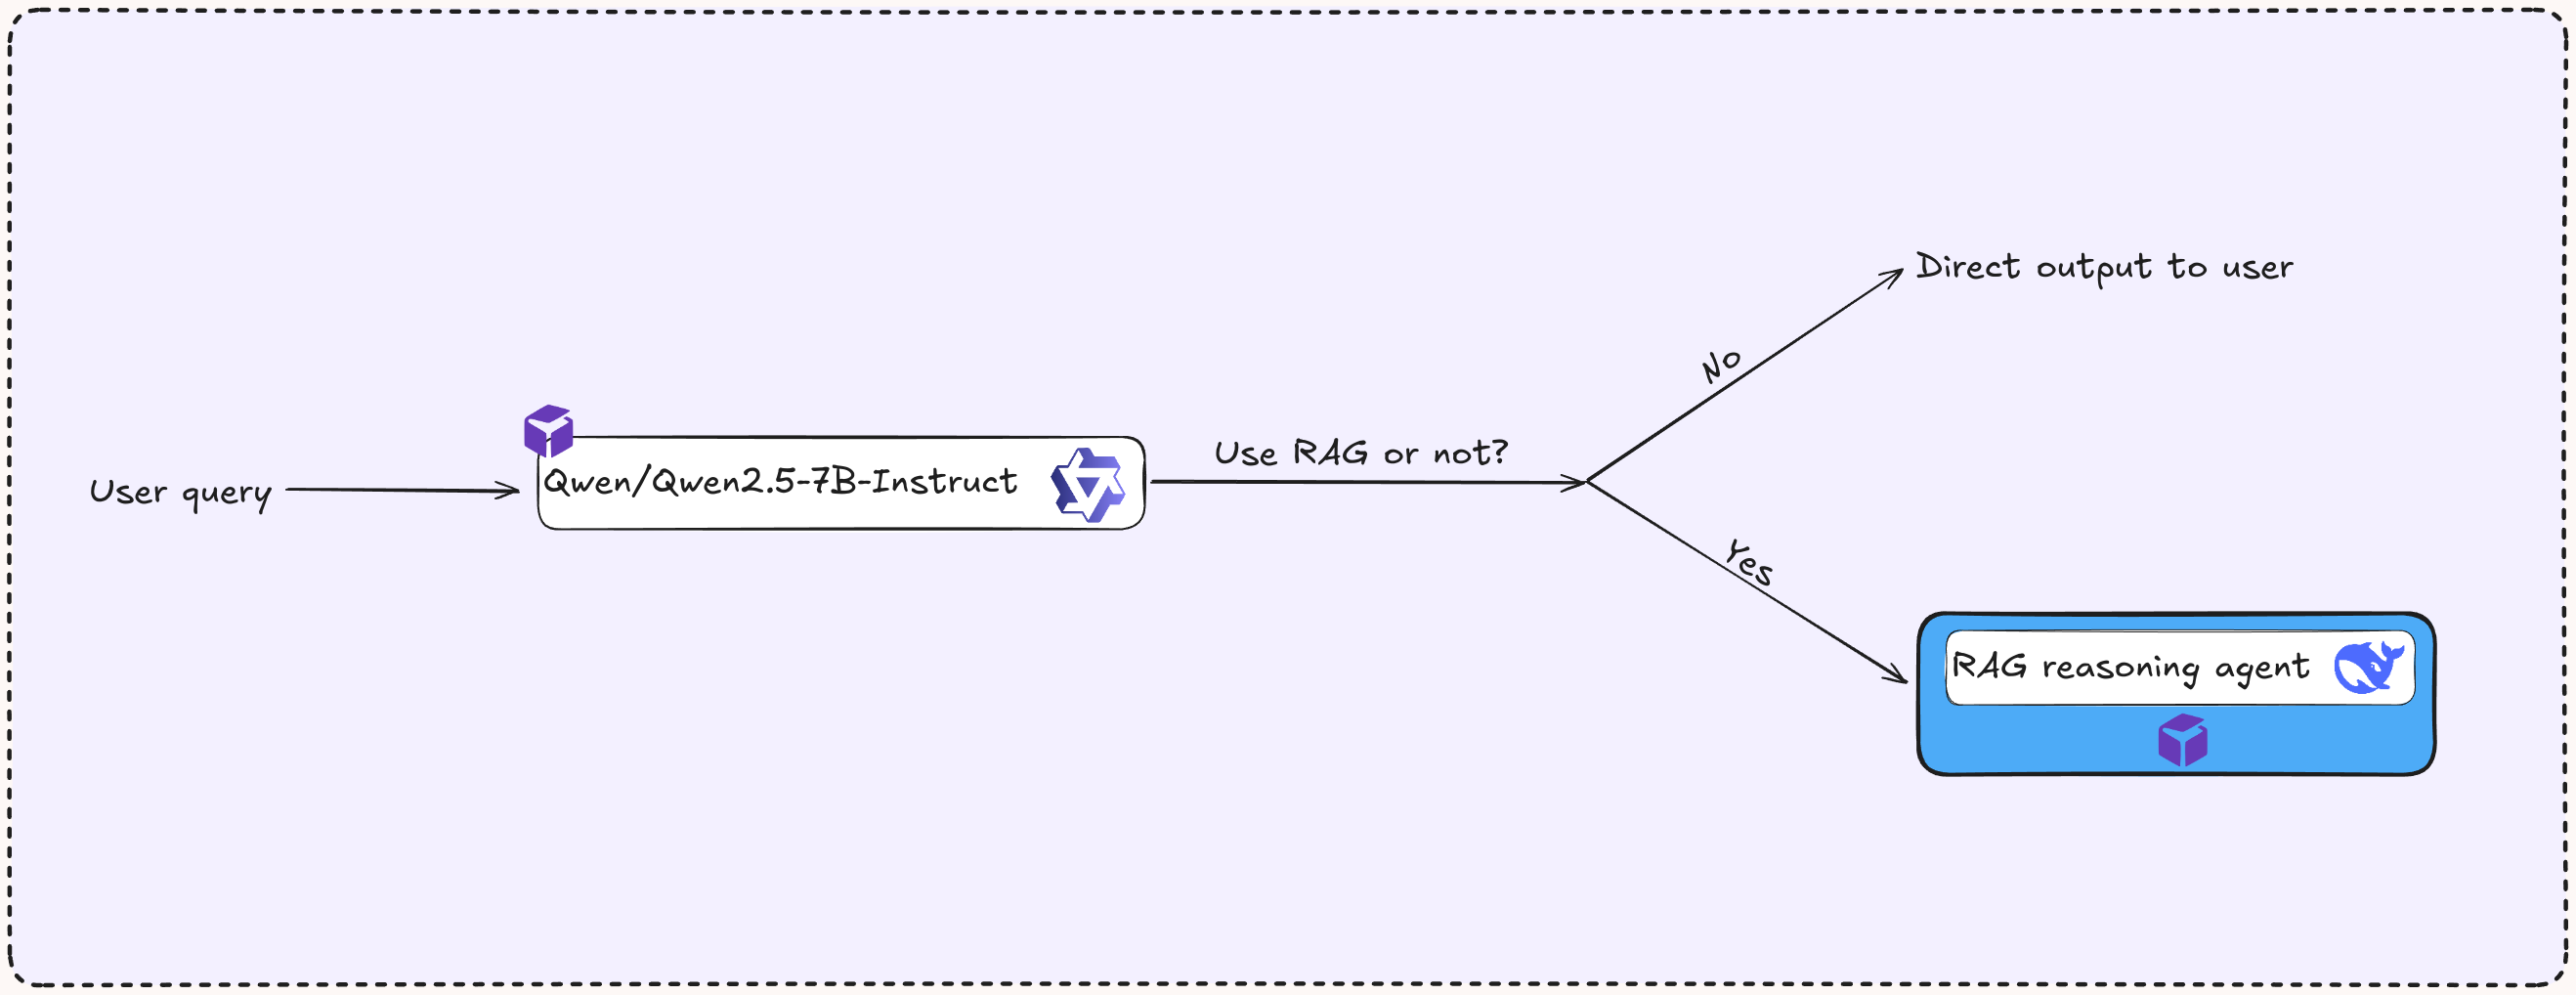 User query
Qwen/Qwen2.5-7B-Instruct
Use RAG or not?
No
Direct output to user
Yes
RAG reasoning agent